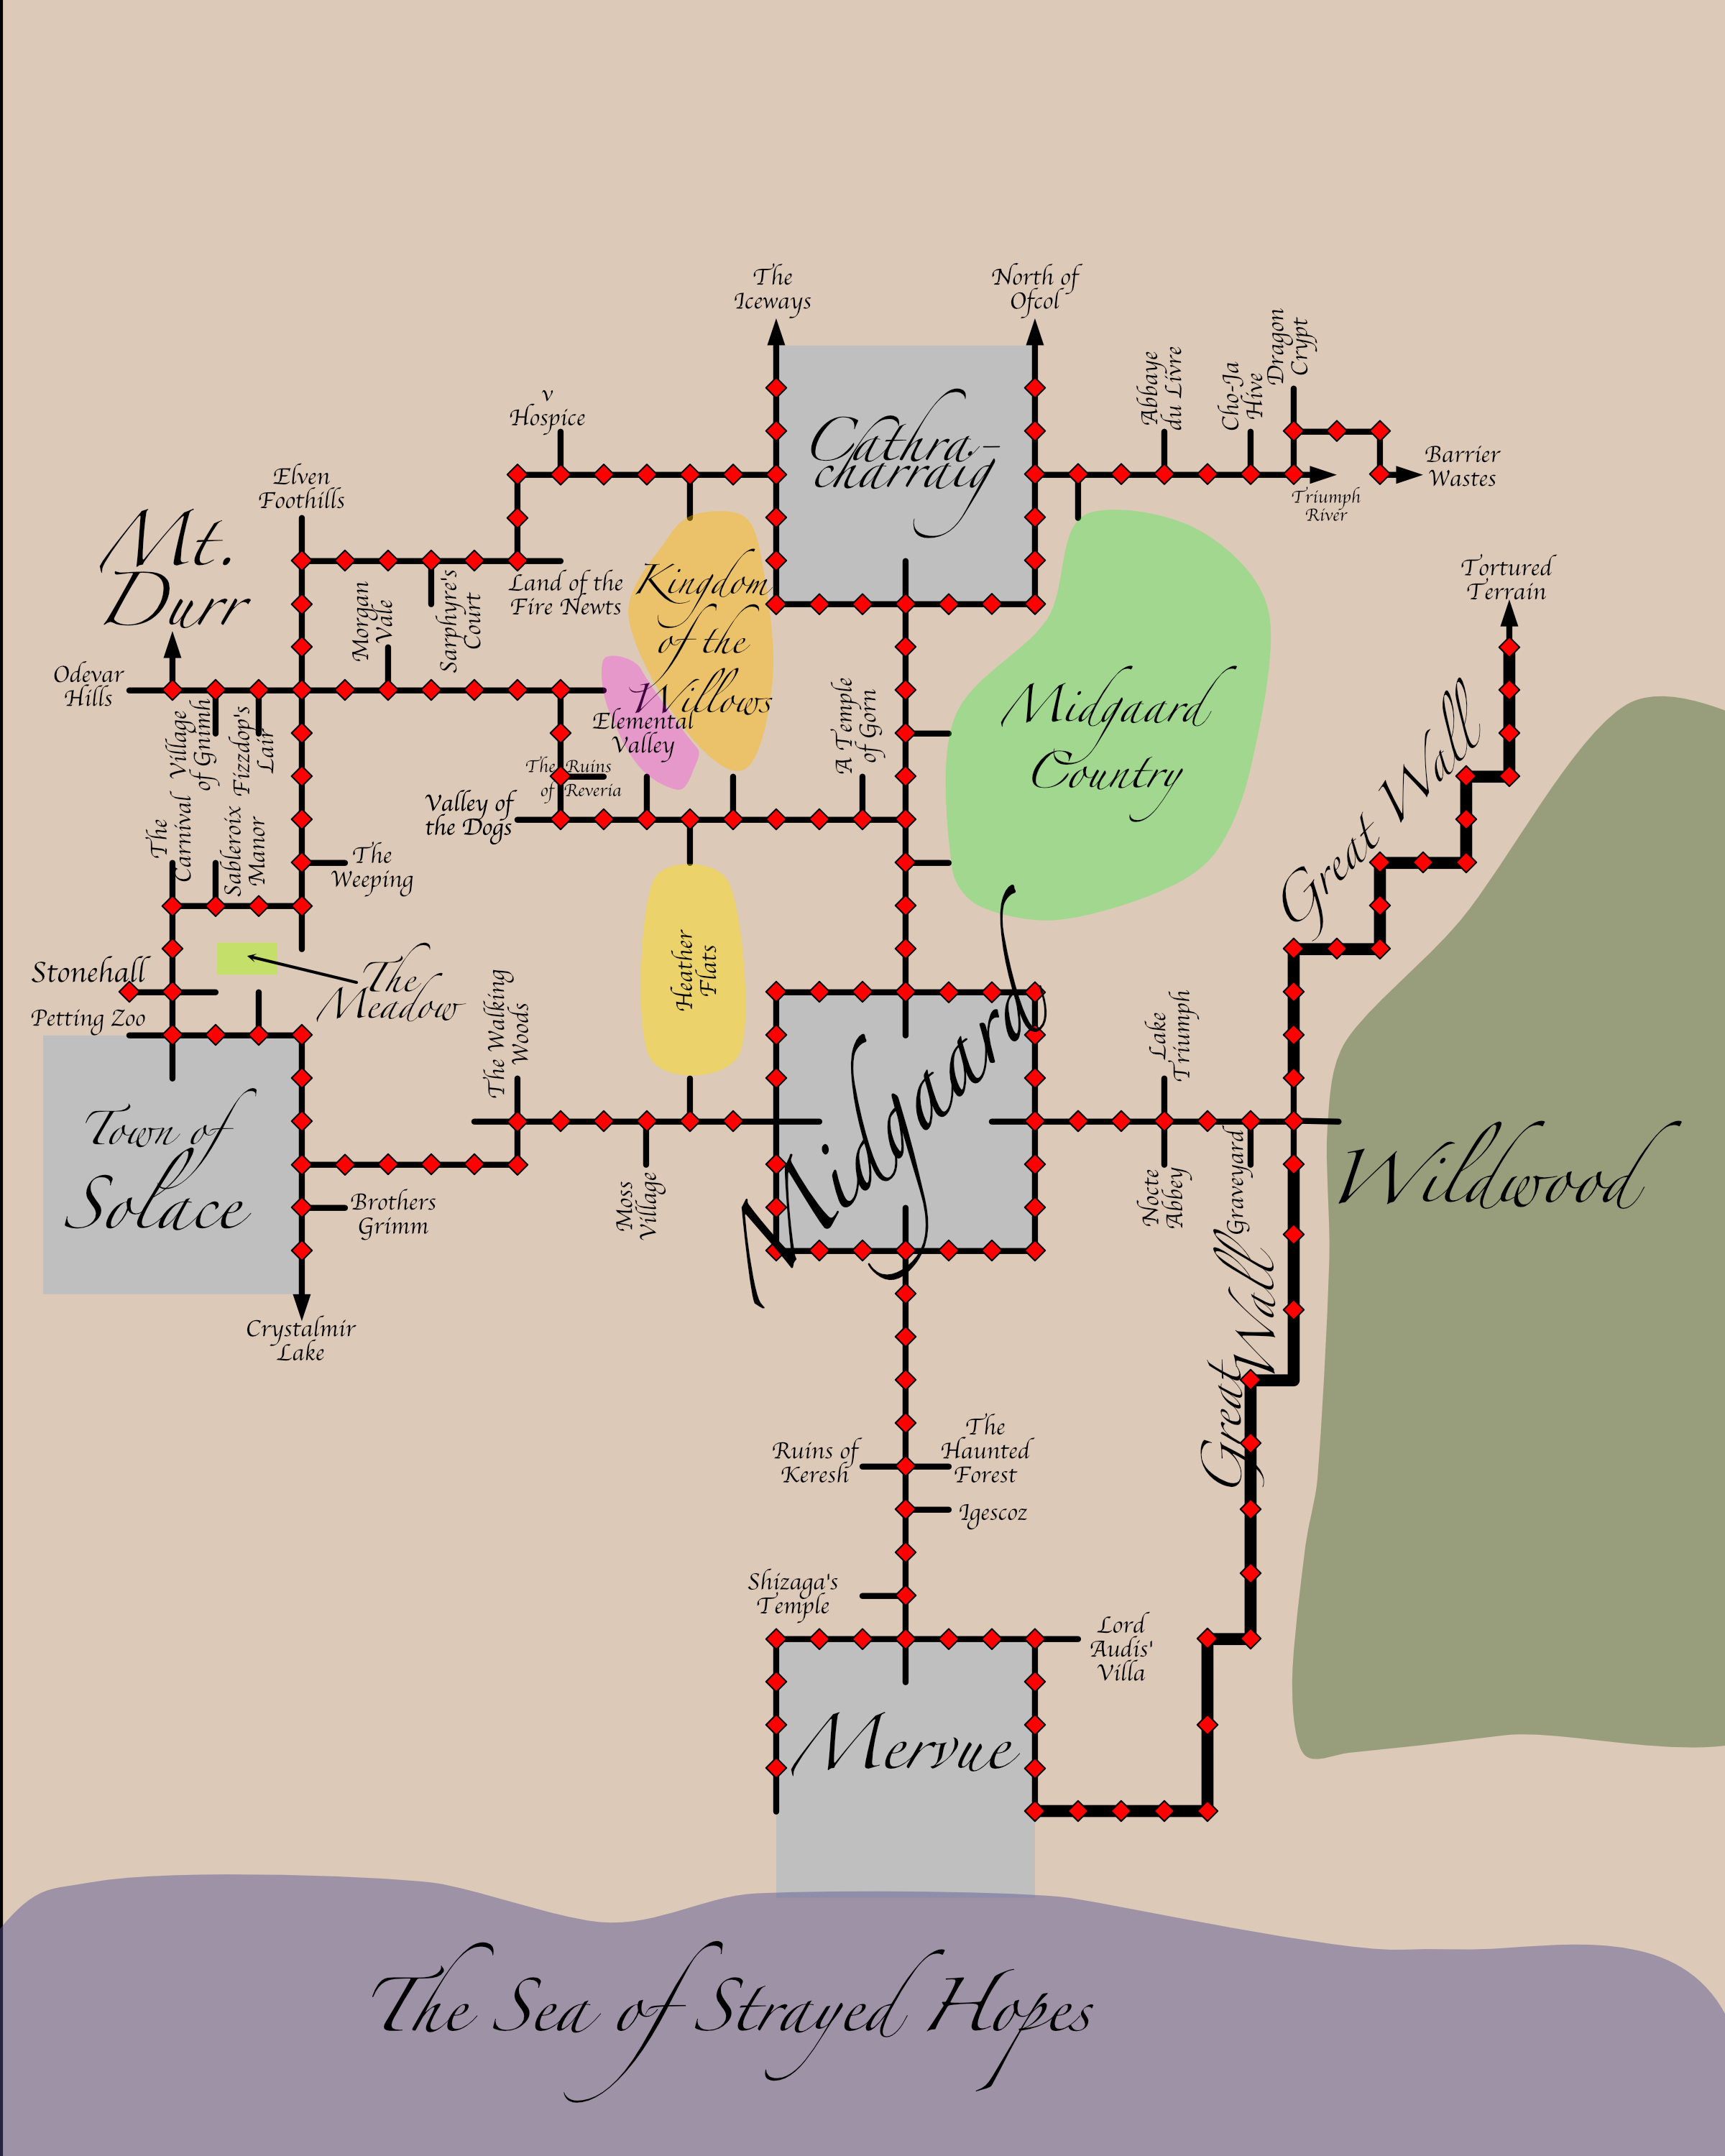 The
Iceways
North of
Ofcol
Abbaye
du Livre
Cho-Ja
Hive
Dragon
Crypt
v
Hospice
Cathra-
charraig
Barrier
Wastes
Triumph
River
Elven
Foothills
Mt.
Durr
Land of the
Fire Newts
Kingdom
of the
Willows
Tortured
Terrain
Morgan
Vale
Sarphyre's
Court
Odevar
Hills
Village
of Gnimh
Fizzdop's
Lair
Elemental
Valley
The Ruins
of Reveria
A Temple
of Gorn
Midgaard
Country
Valley of
the Dogs
The
Carnival
Sableroix
Manor
The
Weeping
Great Wall
Heather
Flats
Stonehall
Petting Zoo
The
Meadow
The Walking
Woods
Midgaard
Lake
Triumph
Town of
Solace
Brothers
Grimm
Moss
Village
Nocte
Abbey
Graveyard
Wildwood
Crystalmir
Lake
Great
Wall
Ruins of
Keresh
The
Haunted
Forest
Igescoz
Shizaga's
Temple
Lord
Audis'
Villa
Mervue
The Sea of Strayed Hopes